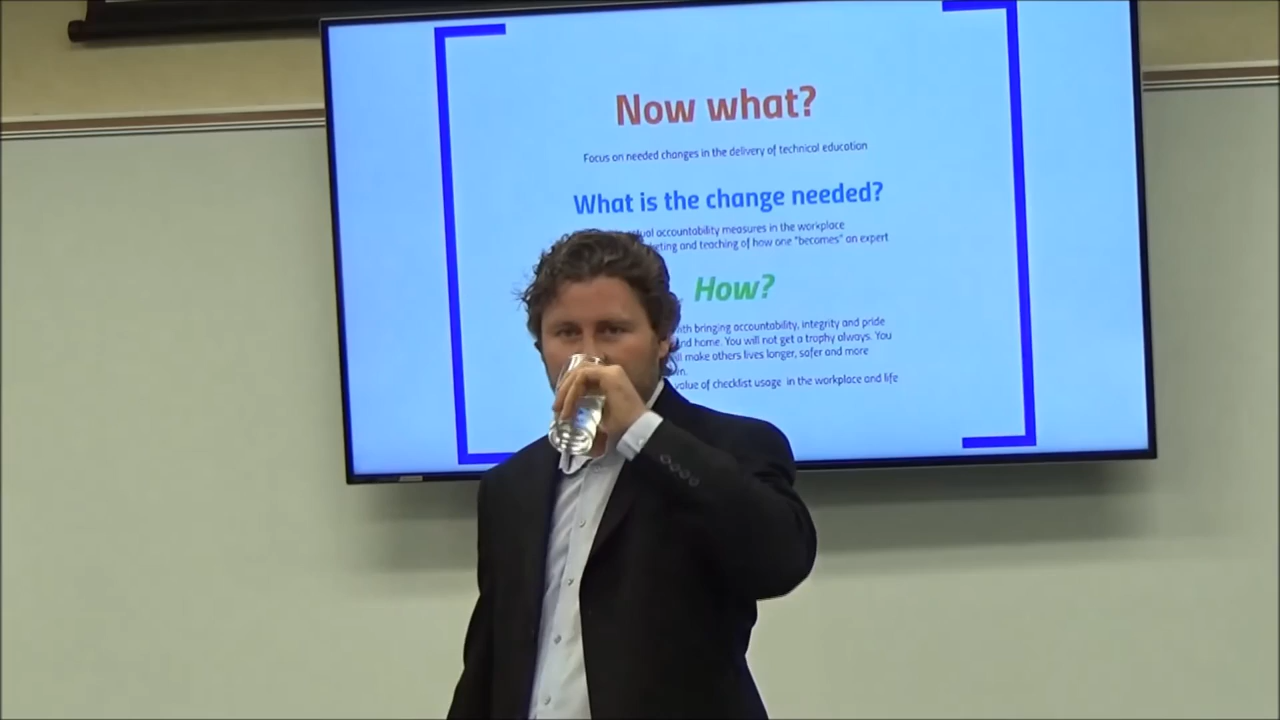 Now what?
Focus on needed changes in the delivery of technical education
What is the change needed?
accountability measures in the workplace
and teaching of how one "becomes" an expert
How?
bringing accountability, integrity and pride
home. You will not get a trophy always. You
make others lives longer, safer and more
value of checklist usage in the workplace and life